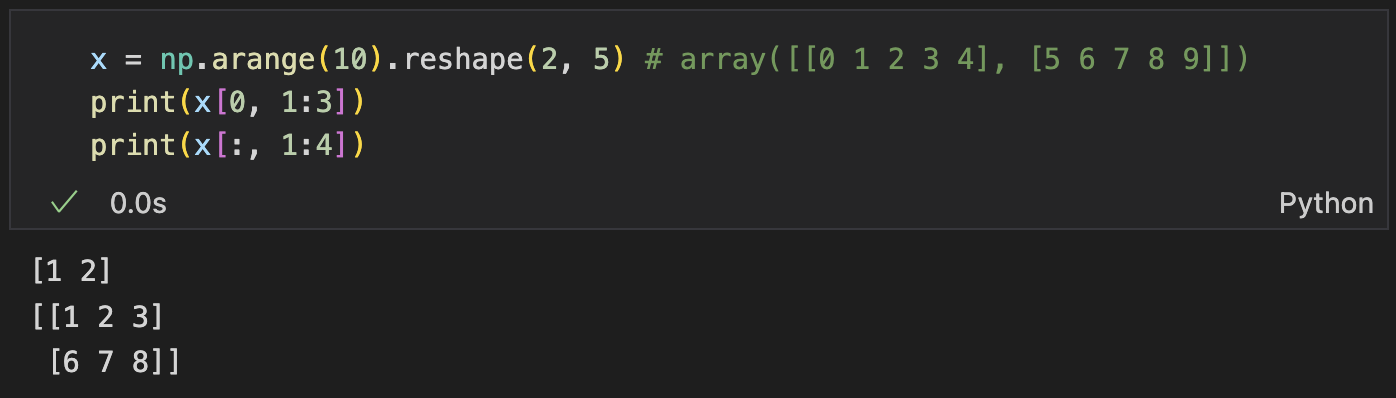 x = np.arange(10).reshape(2, 5) # array([[0 1 2 3 4], [5 6 7 8 9]])
print(x[0, 1:3])
print(x[:, 1:4])
✓ 0.0s Python
[1 2]
[[1 2 3]
 [6 7 8]]